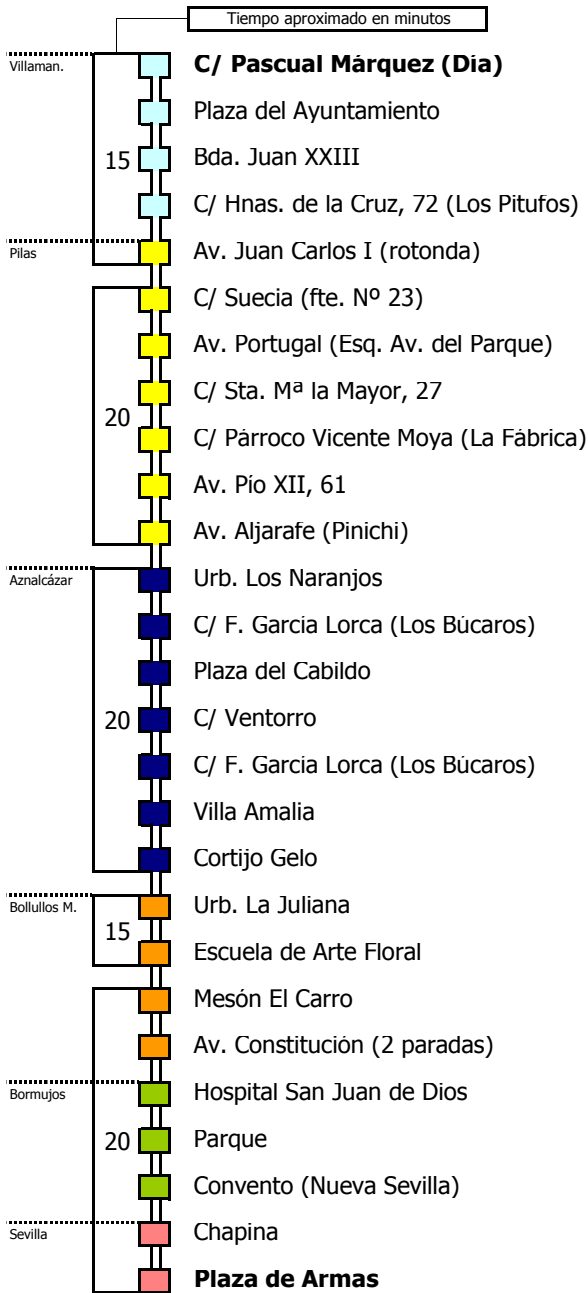 Tiempo aproximado en minutos
Villaman.
C/ Pascual Márquez (Día)
Plaza del Ayuntamiento
15
Bda. Juan XXIII
C/ Hnas. de la Cruz, 72 (Los Pitufos)
Pilas
Av. Juan Carlos I (rotonda)
C/ Suecia (fte. Nº 23)
Av. Portugal (Esq. Av. del Parque)
C/ Sta. Mª la Mayor, 27
20
C/ Párroco Vicente Moya (La Fábrica)
Av. Pío XII, 61
Av. Aljarafe (Pinichi)
Aznalcázar
Urb. Los Naranjos
C/ F. García Lorca (Los Búcaros)
Plaza del Cabildo
20
C/ Ventorro
C/ F. García Lorca (Los Búcaros)
Villa Amalia
Cortijo Gelo
Bollullos M.
Urb. La Juliana
15
Escuela de Arte Floral
Mesón El Carro
Av. Constitución (2 paradas)
Bormujos
Hospital San Juan de Dios
20
Parque
Convento (Nueva Sevilla)
Sevilla
Chapina
Plaza de Armas